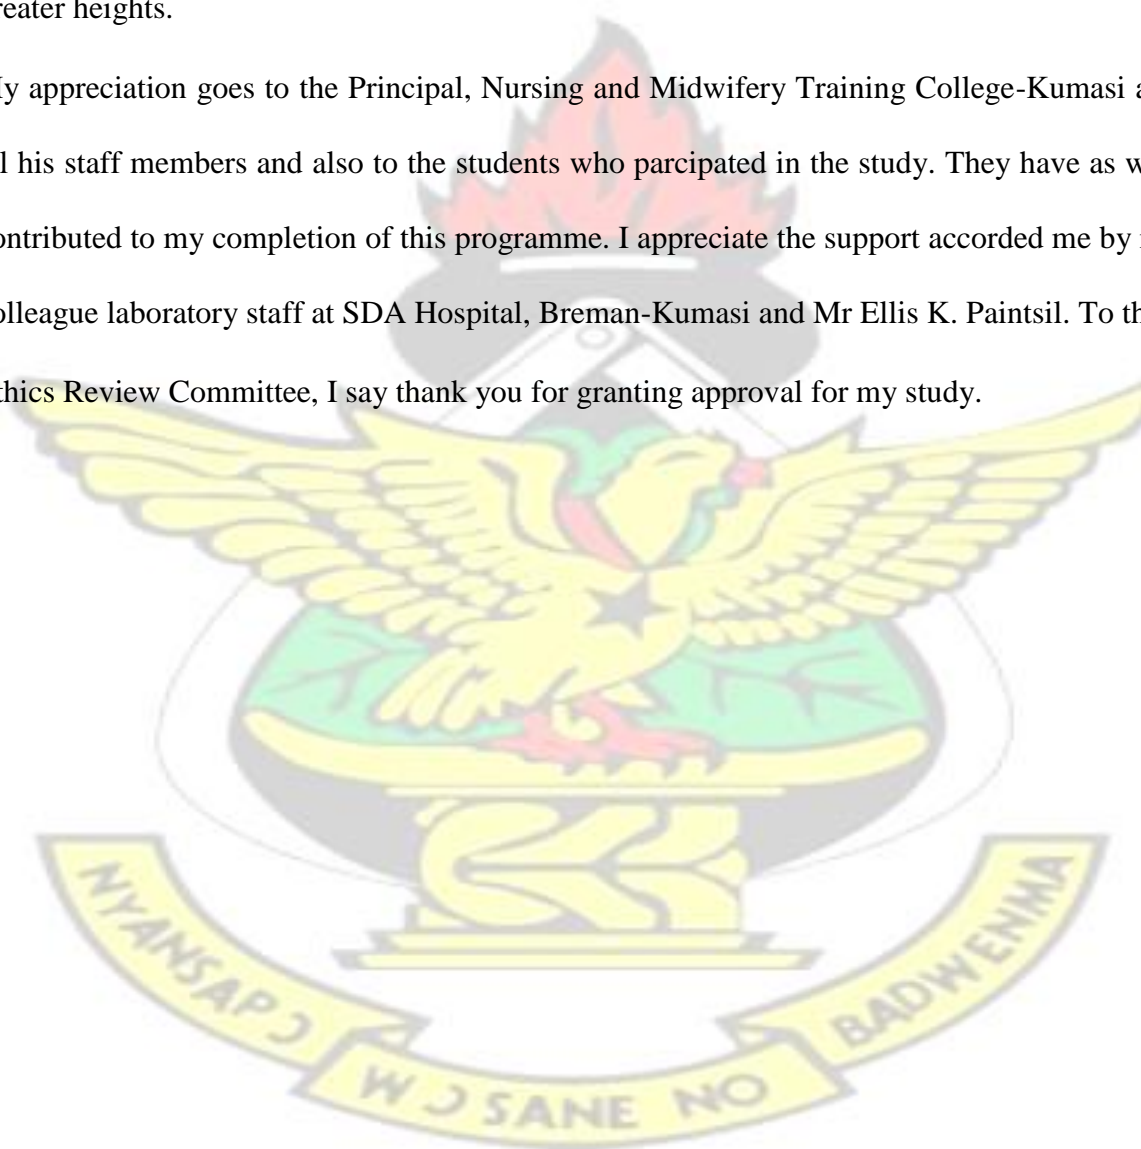 reater heights.
y appreciation goes to the Principal, Nursing and Midwifery Training College-Kumasi a
l his staff members and also to the students who parcipated in the study. They have as w
ontributed to my completion of this programme. I appreciate the support accorded me by
olleague laboratory staff at SDA Hospital, Breman-Kumasi and Mr Ellis K. Paintsil. To th
thics Review Committee, I say thank you for granting approval for my study.
NYANSAPƆ
WƆ SANE NO
BADWENMA